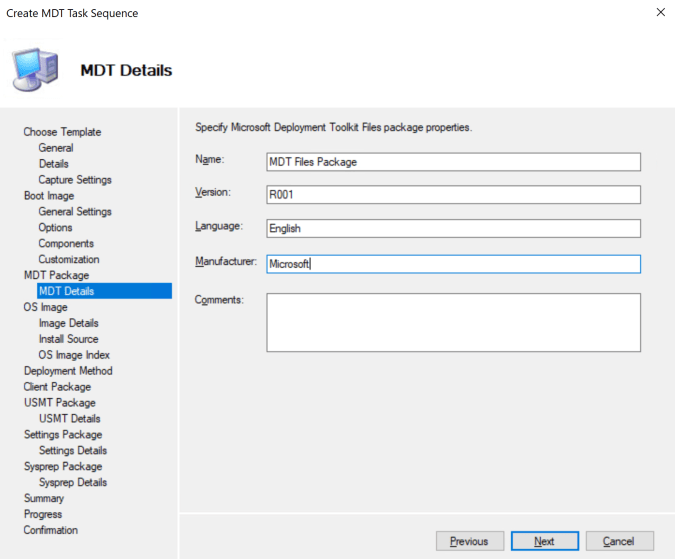 Create MDT Task Sequence
MDT Details
Choose Template
General
Details
Capture Settings
Boot Image
General Settings
Options
Components
Customization
MDT Package
MDT Details
OS Image
Image Details
Install Source
OS Image Index
Deployment Method
Client Package
USMT Package
USMT Details
Settings Package
Settings Details
Sysprep Package
Sysprep Details
Summary
Progress
Confirmation
Specify Microsoft Deployment Toolkit Files package properties.
Name: MDT Files Package
Version: R001
Language: English
Manufacturer: Microsoft
Comments:
Previous Next Cancel